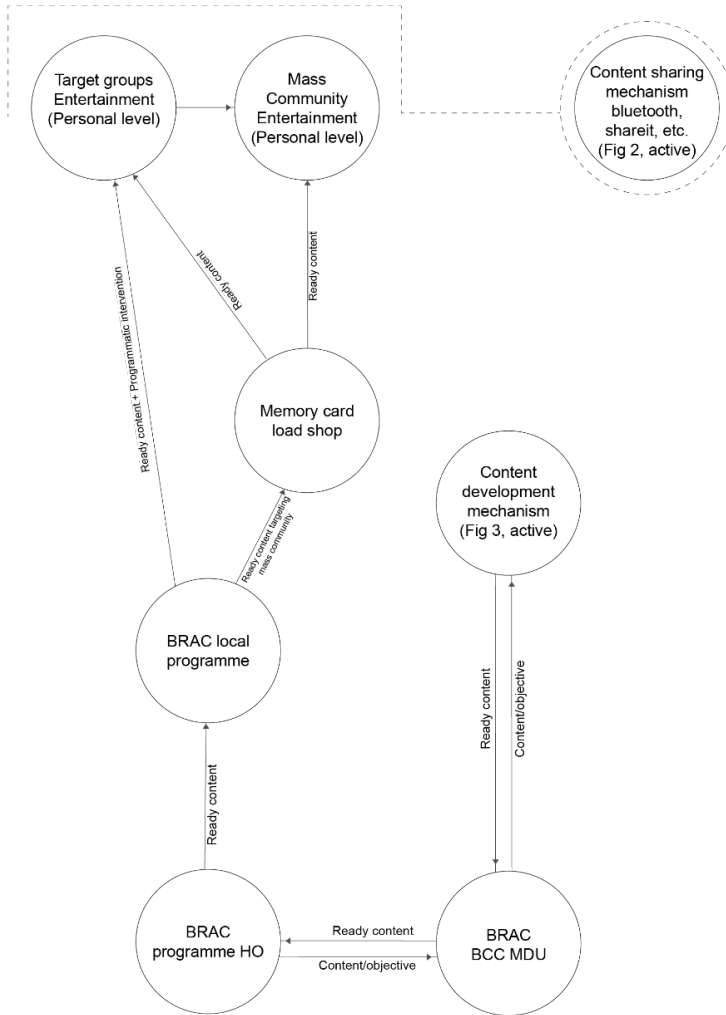 Target groups
Entertainment
(Personal level)
Mass
Community
Entertainment
(Personal level)
Content sharing
mechanism
bluetooth,
shareit, etc.
(Fig 2, active)
Ready content + Programmatic intervention
Ready content
Ready content
Memory card
load shop
Ready content targeting
mass community
Content
development
mechanism
(Fig 3, active)
BRAC local
programme
Ready content
Ready content
Content/objective
BRAC
programme HO
Ready content
Content/objective
BRAC
BCC MDU